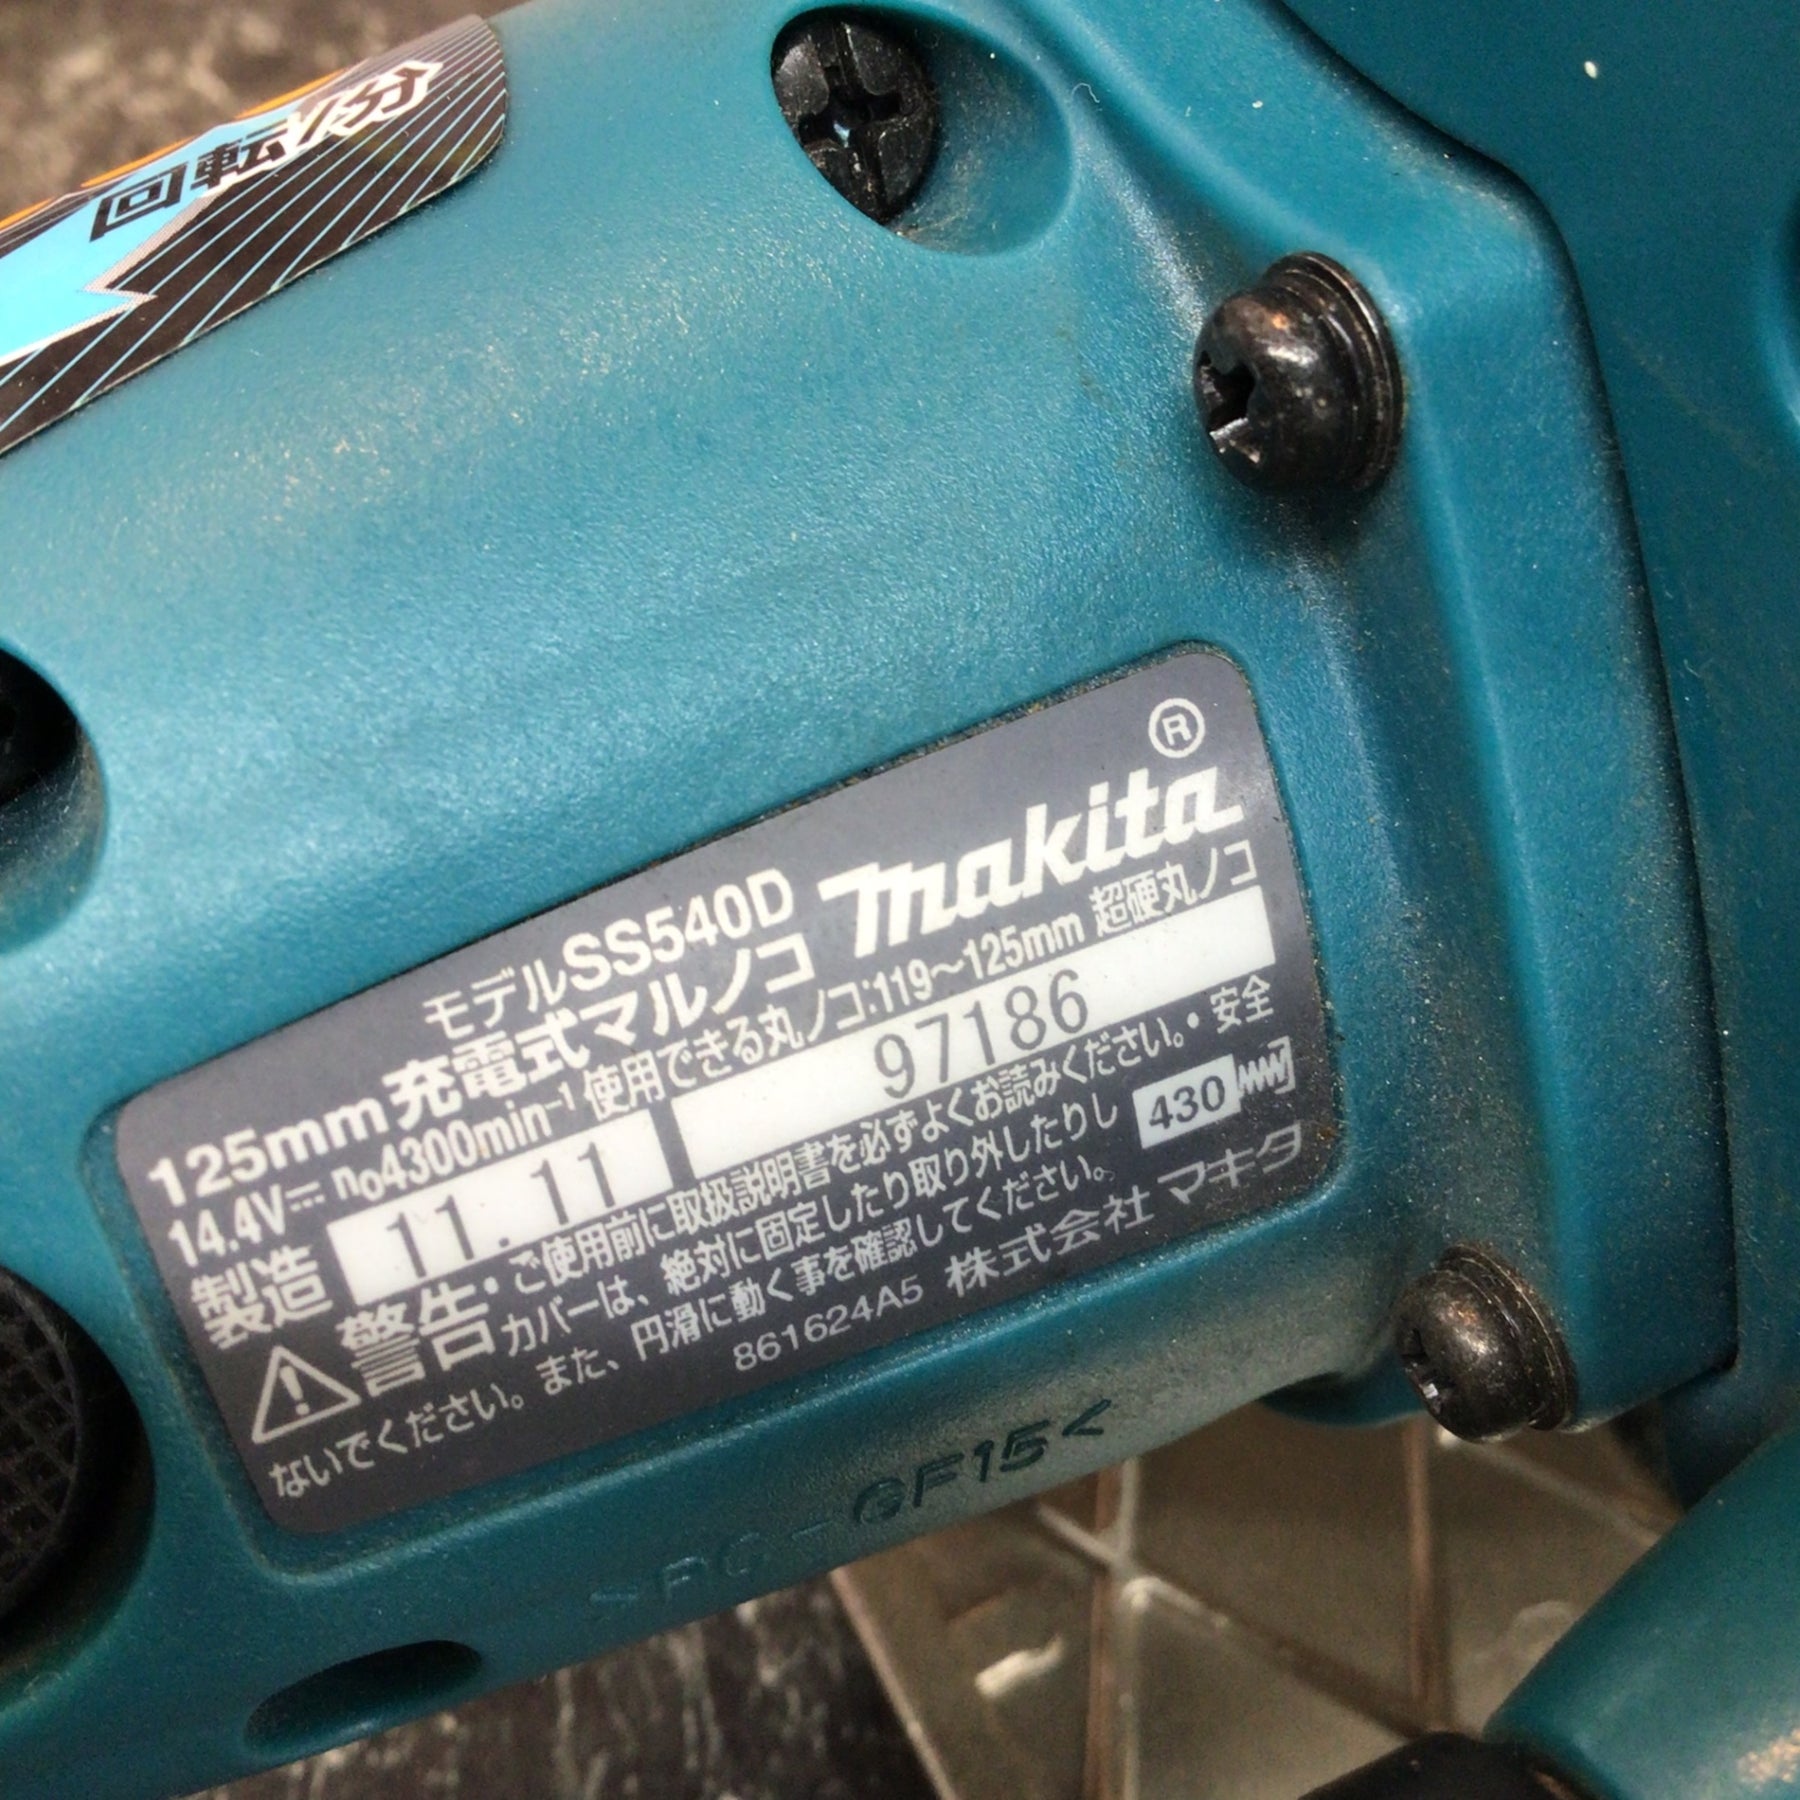 回転/分
®
モデルSS540D makita
125mm充電式マルノコ
14.4V⎓ n₀4300min⁻¹ 使用できる丸ノコ:119〜125mm 超硬丸ノコ
製造 11.11 97186
⚠警告・ご使用前に取扱説明書を必ずよくお読みください。・安全
カバーは、絶対に固定したり取り外したりし
ないでください。また、円滑に動く事を確認してください。
430
861624A5 株式会社 マキタ
>PC-GF15<